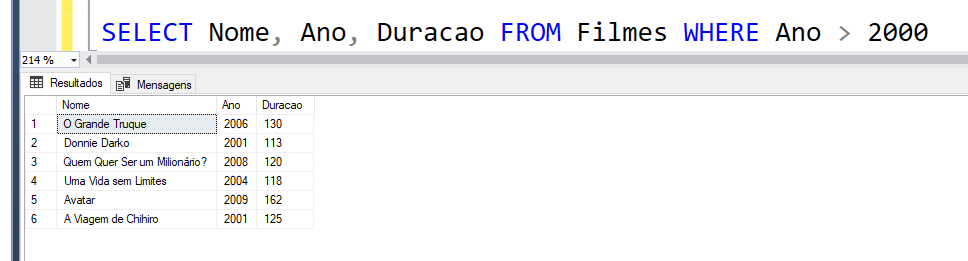 SELECT Nome, Ano, Duracao FROM Filmes WHERE Ano > 2000
214 %
Resultados Mensagens
Nome Ano Duracao
1 O Grande Truque 2006 130
2 Donnie Darko 2001 113
3 Quem Quer Ser um Milionário? 2008 120
4 Uma Vida sem Limites 2004 118
5 Avatar 2009 162
6 A Viagem de Chihiro 2001 125